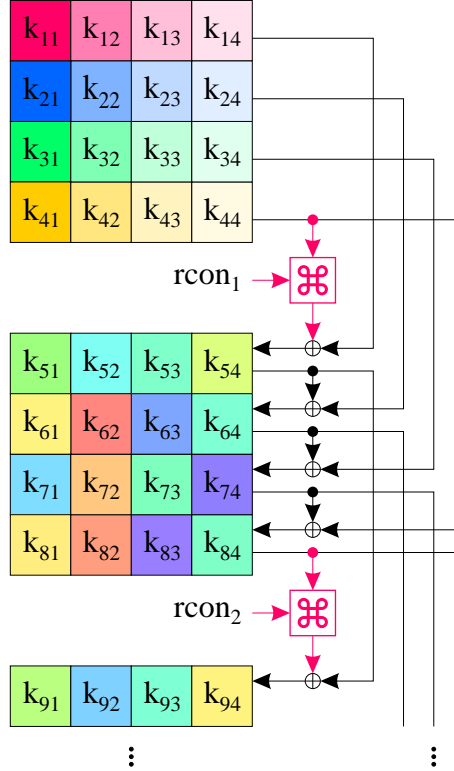 k₁₁ k₁₂ k₁₃ k₁₄
k₂₁ k₂₂ k₂₃ k₂₄
k₃₁ k₃₂ k₃₃ k₃₄
k₄₁ k₄₂ k₄₃ k₄₄
rcon₁ ⌘
k₅₁ k₅₂ k₅₃ k₅₄
k₆₁ k₆₂ k₆₃ k₆₄
k₇₁ k₇₂ k₇₃ k₇₄
k₈₁ k₈₂ k₈₃ k₈₄
rcon₂ ⌘
k₉₁ k₉₂ k₉₃ k₉₄
⋮ ⋮